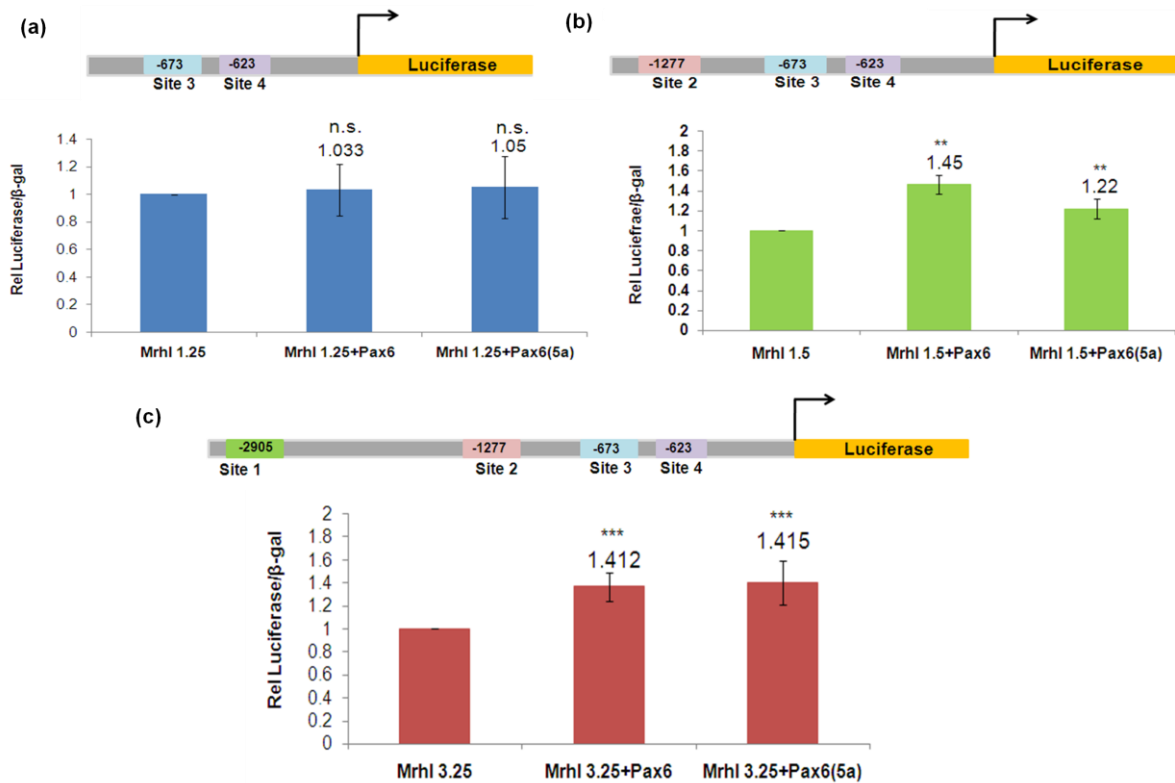 (a)
-673
-623
Luciferase
Site 3
Site 4
Rel Luciferase/β-gal
1.4
1.2
1
0.8
0.6
0.4
0.2
0
n.s.
1.033
n.s.
1.05
Mrhl 1.25
Mrhl 1.25+Pax6
Mrhl 1.25+Pax6(5a)
(b)
-1277
-673
-623
Luciferase
Site 2
Site 3
Site 4
Rel Luciefrae/β-gal
2
1.8
1.6
1.4
1.2
1
0.8
0.6
0.4
0.2
0
**
1.45
**
1.22
Mrhl 1.5
Mrhl 1.5+Pax6
Mrhl 1.5+Pax6(5a)
(c)
-2905
-1277
-673
-623
Luciferase
Site 1
Site 2
Site 3
Site 4
Rel Luciferase/β-gal
2
1.8
1.6
1.4
1.2
1
0.8
0.6
0.4
0.2
0
***
1.412
***
1.415
Mrhl 3.25
Mrhl 3.25+Pax6
Mrhl 3.25+Pax6(5a)